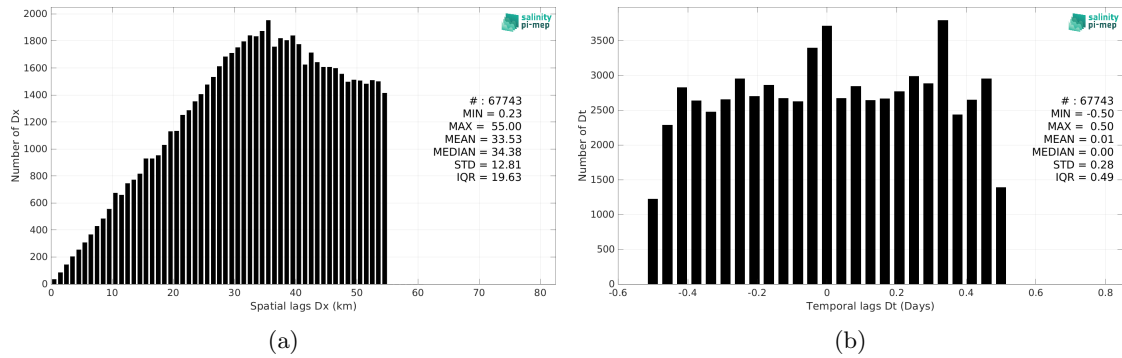 salinity
pi-mep
2000
1800
1600
1400
1200
1000
800
600
400
200
0
Number of Dx
# : 67743
MIN = 0.23
MAX = 55.00
MEAN = 33.53
MEDIAN = 34.38
STD = 12.81
IQR = 19.63
0 10 20 30 40 50 60 70 80
Spatial lags Dx (km)
(a)
salinity
pi-mep
3500
3000
2500
2000
1500
1000
500
0
Number of Dt
# : 67743
MIN = -0.50
MAX = 0.50
MEAN = 0.01
MEDIAN = 0.00
STD = 0.28
IQR = 0.49
-0.6 -0.4 -0.2 0 0.2 0.4 0.6 0.8
Temporal lags Dt (Days)
(b)